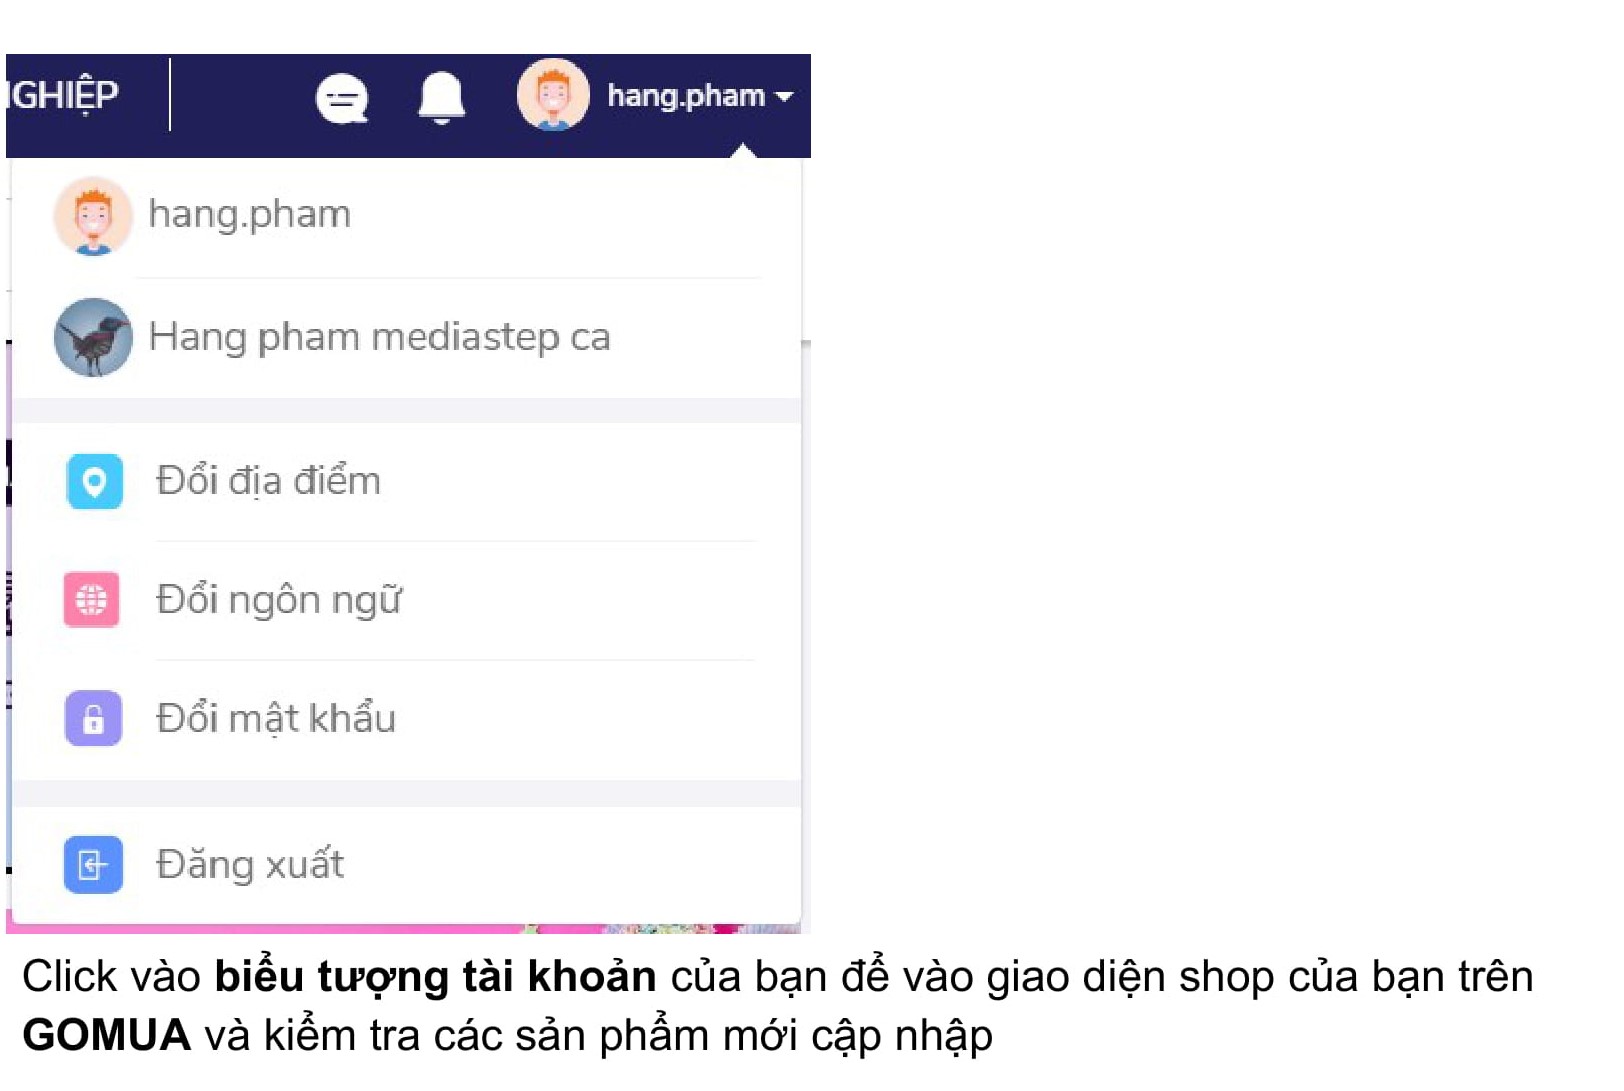 NGHIỆP
hang.pham
hang.pham
Hang pham mediastep ca
Đổi địa điểm
Đổi ngôn ngữ
Đổi mật khẩu
Đăng xuất
Click vào biểu tượng tài khoản của bạn để vào giao diện shop của bạn trên
GOMUA và kiểm tra các sản phẩm mới cập nhập